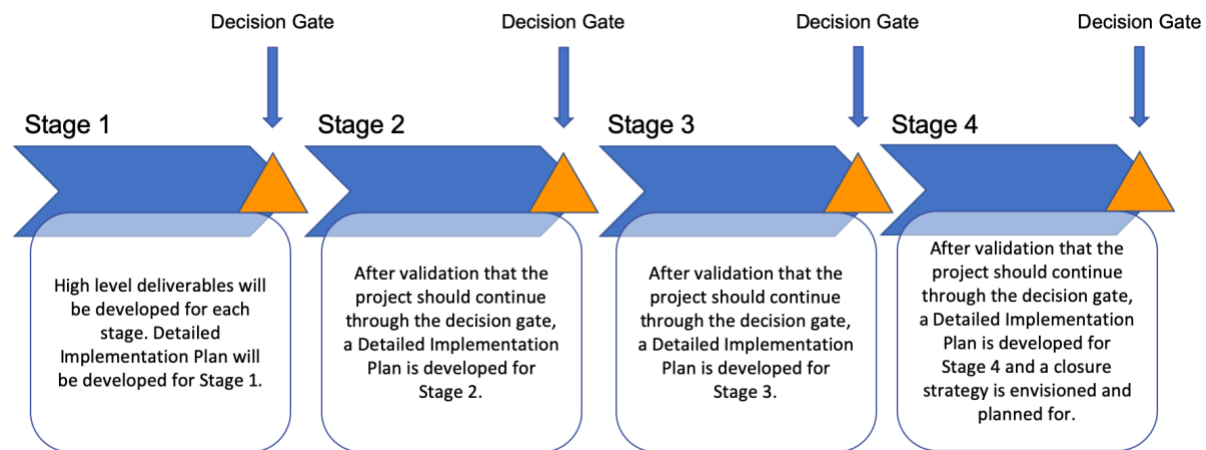 Decision Gate
Decision Gate
Decision Gate
Decision Gate
Stage 1
Stage 2
Stage 3
Stage 4
High level deliverables will
be developed for each
stage. Detailed
Implementation Plan will
be developed for Stage 1.
After validation that the
project should continue
through the decision gate,
a Detailed Implementation
Plan is developed for
Stage 2.
After validation that the
project should continue
through the decision gate,
a Detailed Implementation
Plan is developed for
Stage 3.
After validation that the
project should continue
through the decision gate,
a Detailed Implementation
Plan is developed for
Stage 4 and a closure
strategy is envisioned and
planned for.